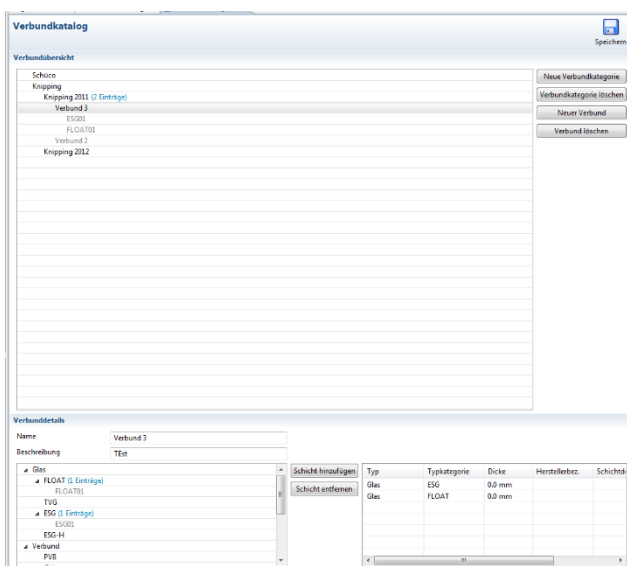 Verbundkatalog
Speichern
Verbundübersicht
Schüco
Knipping
Knipping 2011 (2 Einträge)
Verbund 3
ESG01
FLOAT01
Verbund 2
Knipping 2012
Neue Verbundkategorie
Verbundkategorie löschen
Neuer Verbund
Verbund löschen
Verbunddetails
Name Verbund 3
Beschreibung TEst
Glas
FLOAT (1 Einträge)
FLOAT01
TVG
ESG (1 Einträge)
ESG01
ESG-H
Verbund
PVB
Schicht hinzufügen
Schicht entfernen
Typ Typkategorie Dicke Herstellerbez. Schichtdi
Glas ESG 0.0 mm
Glas FLOAT 0.0 mm